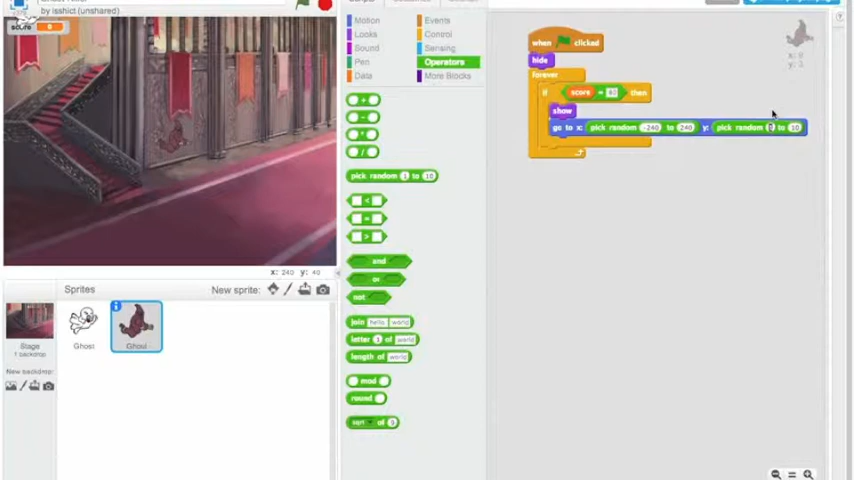 by isshict (unshared)
score
Motion
Looks
Sound
Pen
Data
Events
Control
Sensing
Operators
More Blocks
+
-
*
/
pick random 1 to 10
<
=
>
and
or
not
join hello world
letter 1 of world
length of world
mod
round
sqrt of 9
when clicked
hide
forever
if score = then
show
go to x: pick random -240 to 240 y: pick random to 10
x: 240 y: 40
Sprites
New sprite:
Stage
1 backdrop
New backdrop:
Ghost
Ghoul